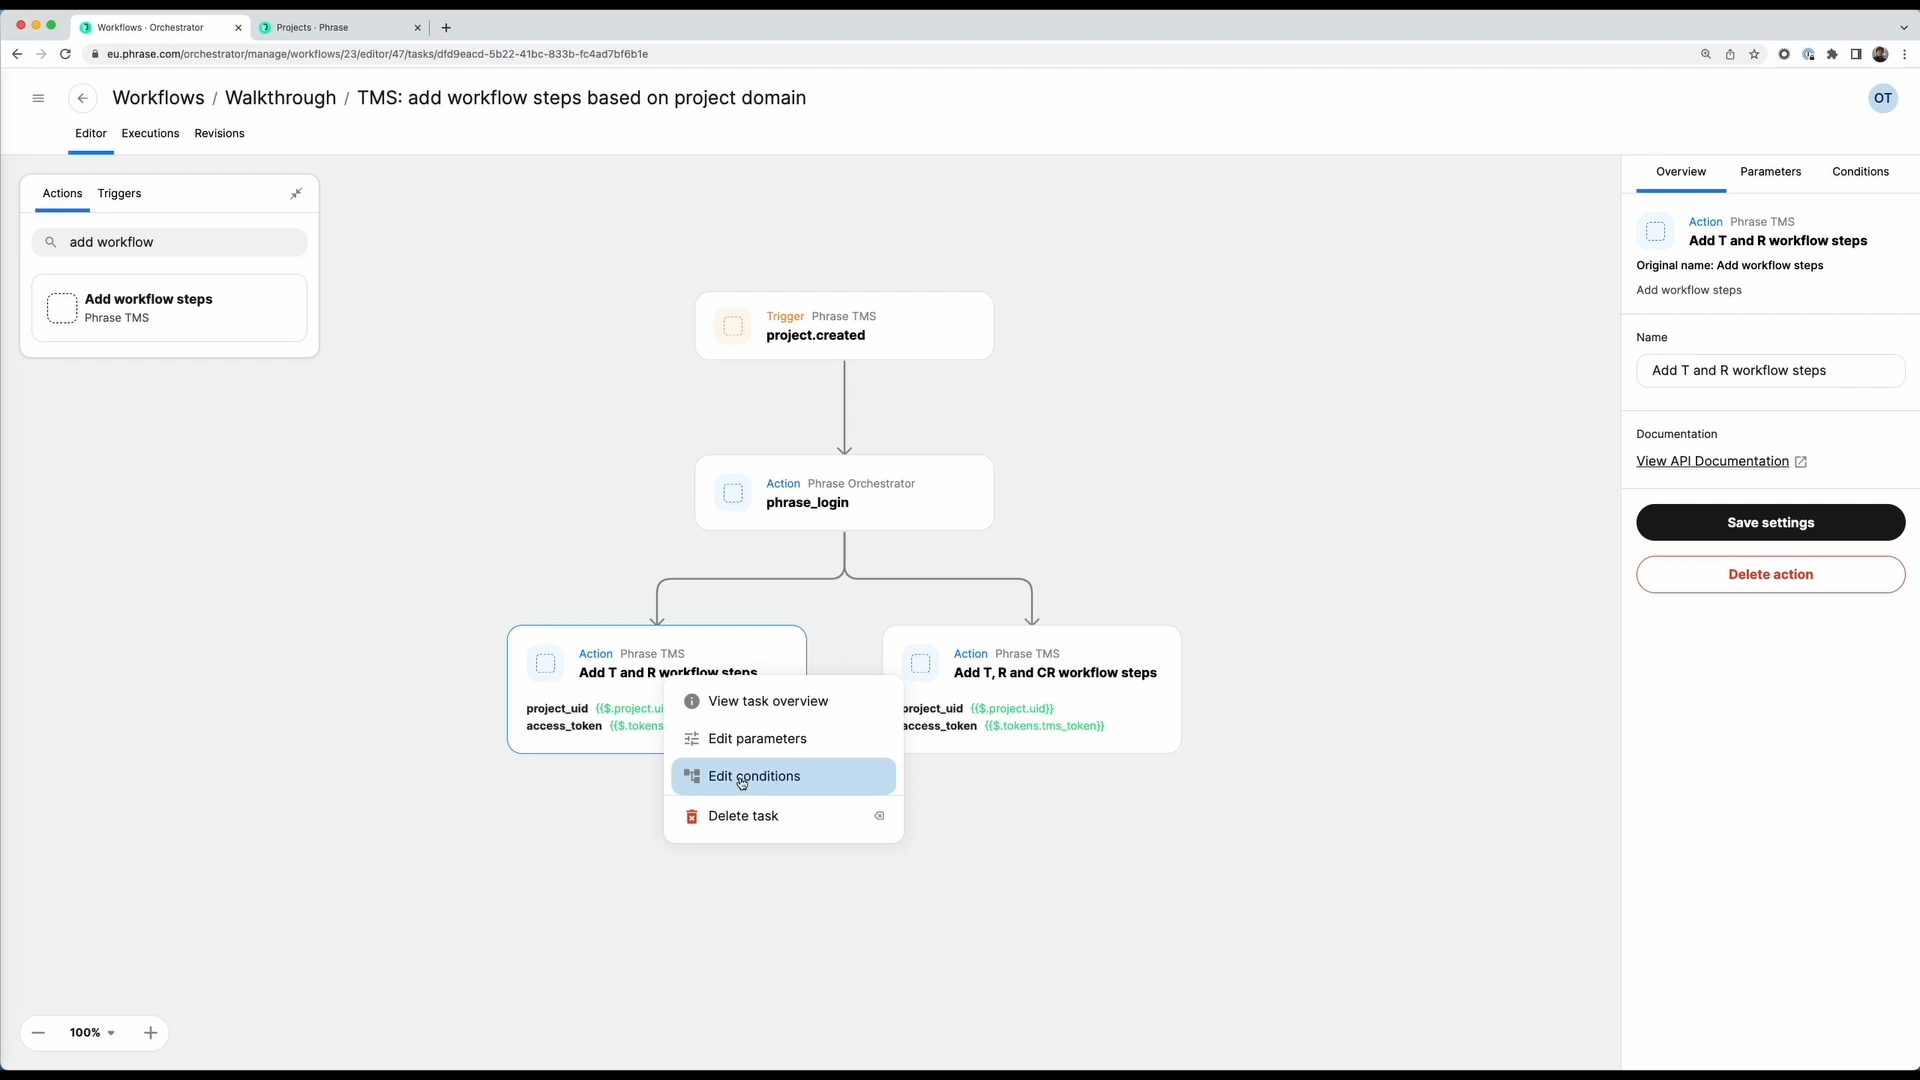 Workflows · Orchestrator
Projects · Phrase
eu.phrase.com/orchestrator/manage/workflows/23/editor/47/tasks/dfd9eacd-5b22-41bc-833b-fc4ad7bf6b1e
Workflows / Walkthrough / TMS: add workflow steps based on project domain
OT
Editor Executions Revisions
Actions Triggers
add workflow
Add workflow steps
Phrase TMS
Trigger Phrase TMS
project.created
Action Phrase Orchestrator
phrase_login
Action Phrase TMS
Add T and R workflow steps
project_uid {{$.project.ui
access_token {{$.tokens
Action Phrase TMS
Add T, R and CR workflow steps
project_uid {{$.project.uid}}
access_token {{$.tokens.tms_token}}
View task overview
Edit parameters
Edit conditions
Delete task
100%
Overview Parameters Conditions
Action Phrase TMS
Add T and R workflow steps
Original name: Add workflow steps
Add workflow steps
Name
Add T and R workflow steps
Documentation
View API Documentation
Save settings
Delete action